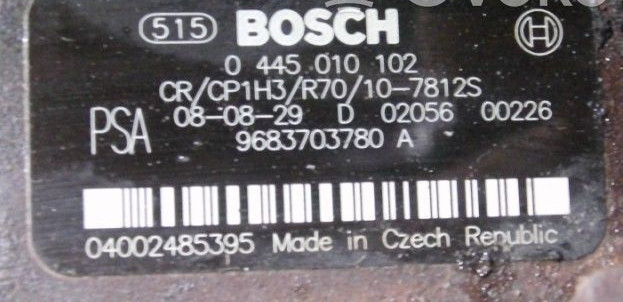 515 BOSCH
0 445 010 102
CR/CP1H3/R70/10-7812S
PSA 08-08-29 D 02056 00226
9683703780 A
04002485395 Made in Czech Republic